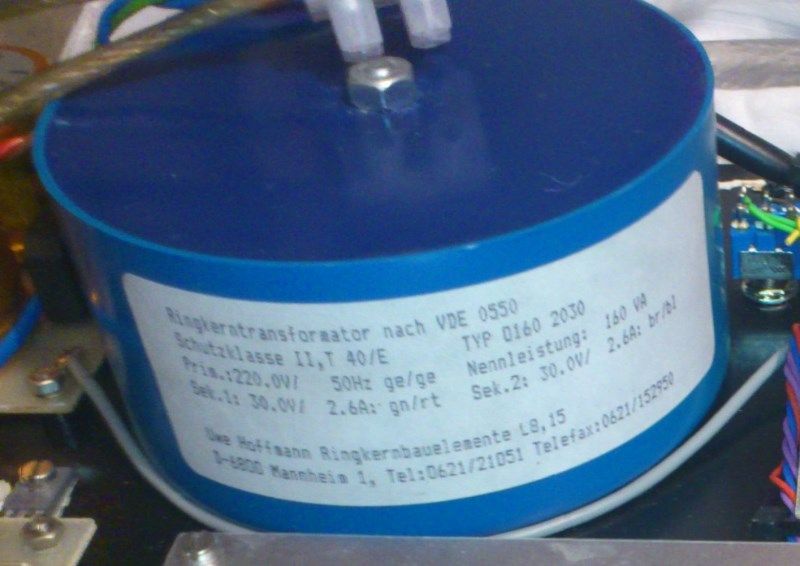 Ringkerntransformator nach VDE 0550
Schutzklasse II,T 40/E TYP D160 2030
Prim.:220.0V/ 50Hz ge/ge Nennleistung: 160 VA
Sek.1: 30.0V/ 2.6A: gn/rt Sek.2: 30.0V/ 2.6A: br/bl
Uwe Hoffmann Ringkernbauelemente L8,15
D-6800 Mannheim 1, Tel:0621/21051 Telefax:0621/152950